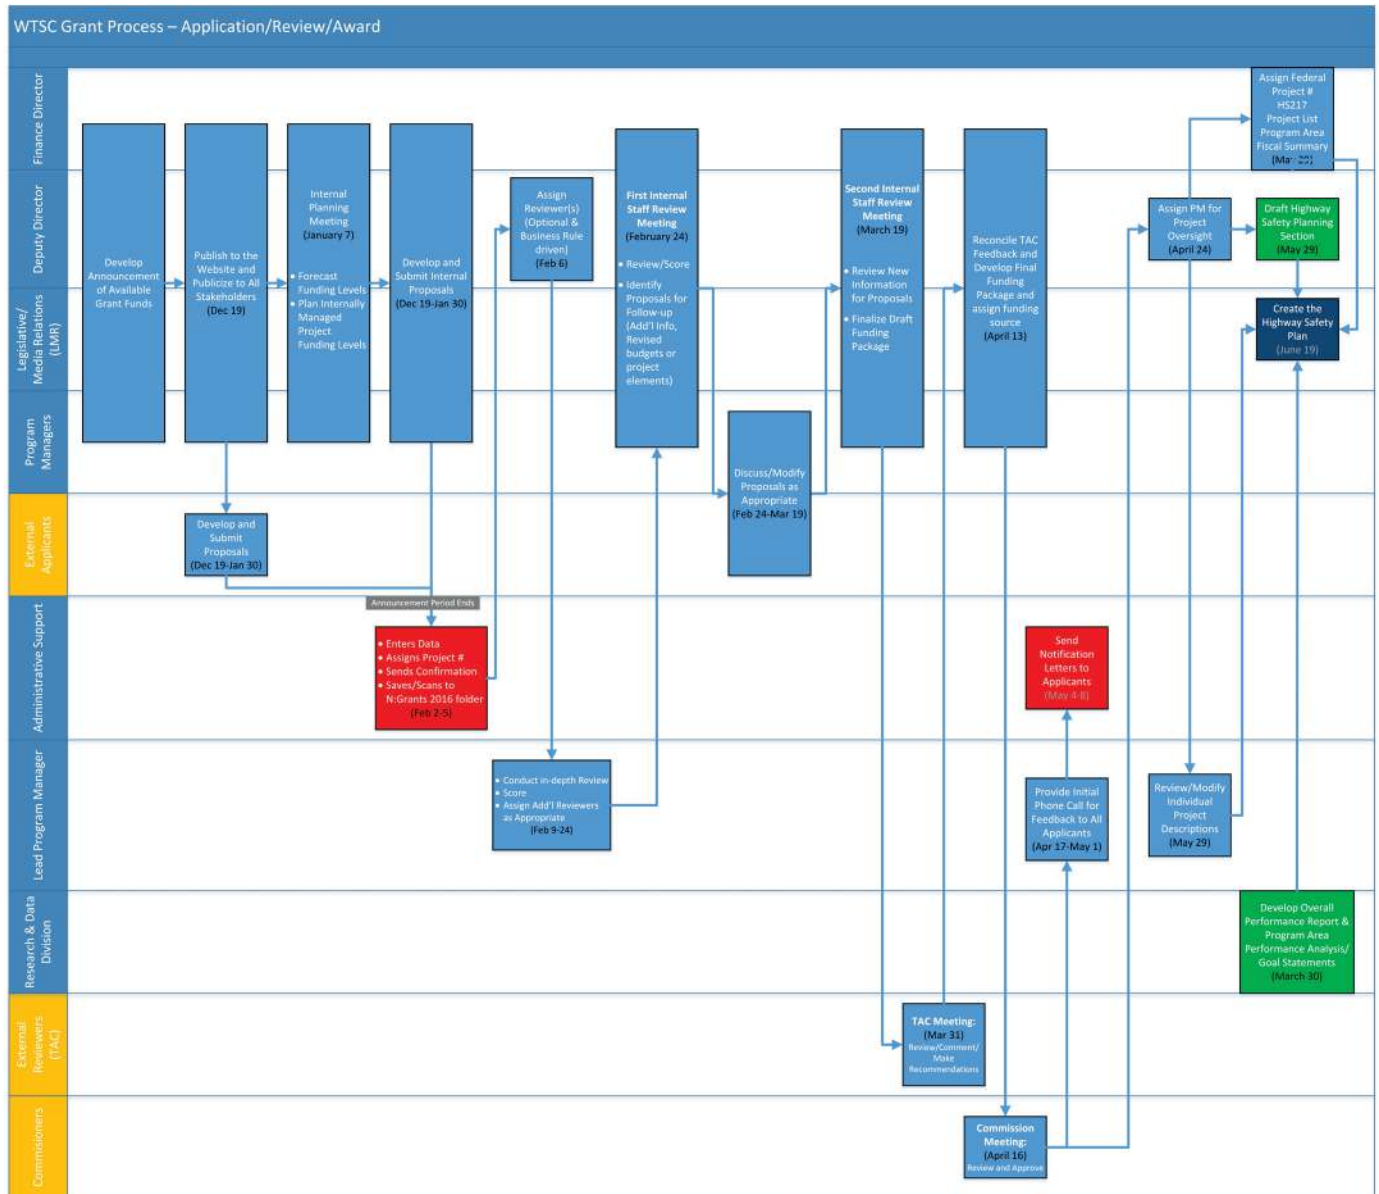 WTSC Grant Process – Application/Review/Award
Finance Director
Deputy Director
Legislative/
Media Relations
(LMR)
Program
Managers
External
Applicants
Administrative Support
Lead Program Manager
Research & Data
Division
External
Reviewers
(TAC)
Commisioners
Develop
Announcement
of Available
Grant Funds
Publish to the
Website and
Publicize to All
Stakeholders
(Dec 19)
Internal
Planning
Meeting
(January 7)
• Forecast
Funding Levels
• Plan Internally
Managed
Project
Funding Levels
Develop and
Submit Internal
Proposals
(Dec 19-Jan 30)
Develop and
Submit
Proposals
(Dec 19-Jan 30)
Announcement Period Ends
• Enters Data
• Assigns Project #
• Sends Confirmation
• Saves/Scans to
N:Grants 2016 folder
(Feb 2-5)
Assign
Reviewer(s)
(Optional &
Business Rule
driven)
(Feb 6)
• Conduct in-depth Review
• Score
• Assign Add'l Reviewers
as Appropriate
(Feb 9-24)
First Internal
Staff Review
Meeting
(February 24)
• Review/Score
• Identify
Proposals for
Follow-up
(Add'l Info,
Revised
budgets or
project
elements)
Discuss/Modify
Proposals as
Appropriate
(Feb 24-Mar 19)
Second Internal
Staff Review
Meeting
(March 19)
• Review New
Information
for Proposals
• Finalize Draft
Funding
Package
TAC Meeting:
(Mar 31)
Review/Comment/
Make
Recommendations
Reconcile TAC
Feedback and
Develop Final
Funding
Package and
assign funding
source
(April 13)
Commission
Meeting:
(April 16)
Review and Approve
Provide Initial
Phone Call for
Feedback to All
Applicants
(Apr 17-May 1)
Send
Notification
Letters to
Applicants
(May 4-8)
Assign PM for
Project
Oversight
(April 24)
Review/Modify
Individual
Project
Descriptions
(May 29)
Assign Federal
Project #
HS217
Project List
Program Area
Fiscal Summary
Draft Highway
Safety Planning
Section
(May 29)
Create the
Highway Safety
Plan
(June 19)
Develop Overall
Performance Report &
Program Area
Performance Analysis/
Goal Statements
(March 30)